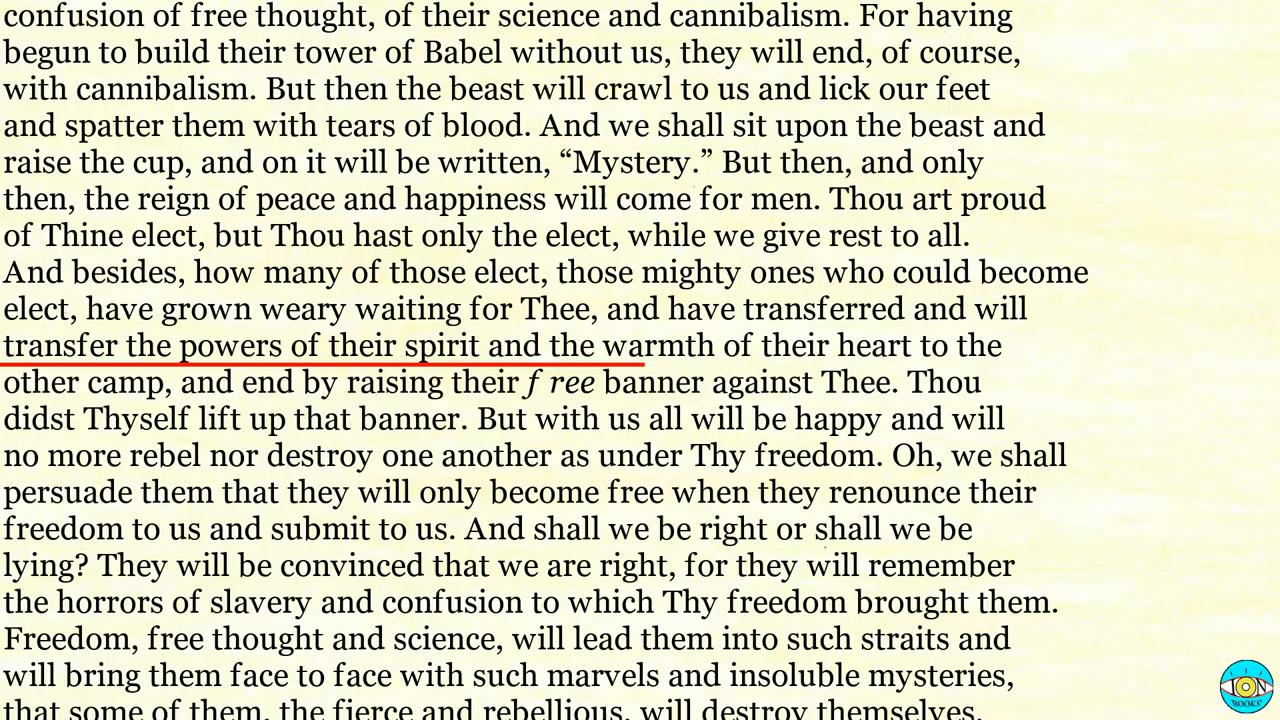 confusion of free thought, of their science and cannibalism. For having
begun to build their tower of Babel without us, they will end, of course,
with cannibalism. But then the beast will crawl to us and lick our feet
and spatter them with tears of blood. And we shall sit upon the beast and
raise the cup, and on it will be written, “Mystery.” But then, and only
then, the reign of peace and happiness will come for men. Thou art proud
of Thine elect, but Thou hast only the elect, while we give rest to all.
And besides, how many of those elect, those mighty ones who could become
elect, have grown weary waiting for Thee, and have transferred and will
transfer the powers of their spirit and the warmth of their heart to the
other camp, and end by raising their f ree banner against Thee. Thou
didst Thyself lift up that banner. But with us all will be happy and will
no more rebel nor destroy one another as under Thy freedom. Oh, we shall
persuade them that they will only become free when they renounce their
freedom to us and submit to us. And shall we be right or shall we be
lying? They will be convinced that we are right, for they will remember
the horrors of slavery and confusion to which Thy freedom brought them.
Freedom, free thought and science, will lead them into such straits and
will bring them face to face with such marvels and insoluble mysteries,
that some of them, the fierce and rebellious, will destroy themselves,
ION
BOOKS